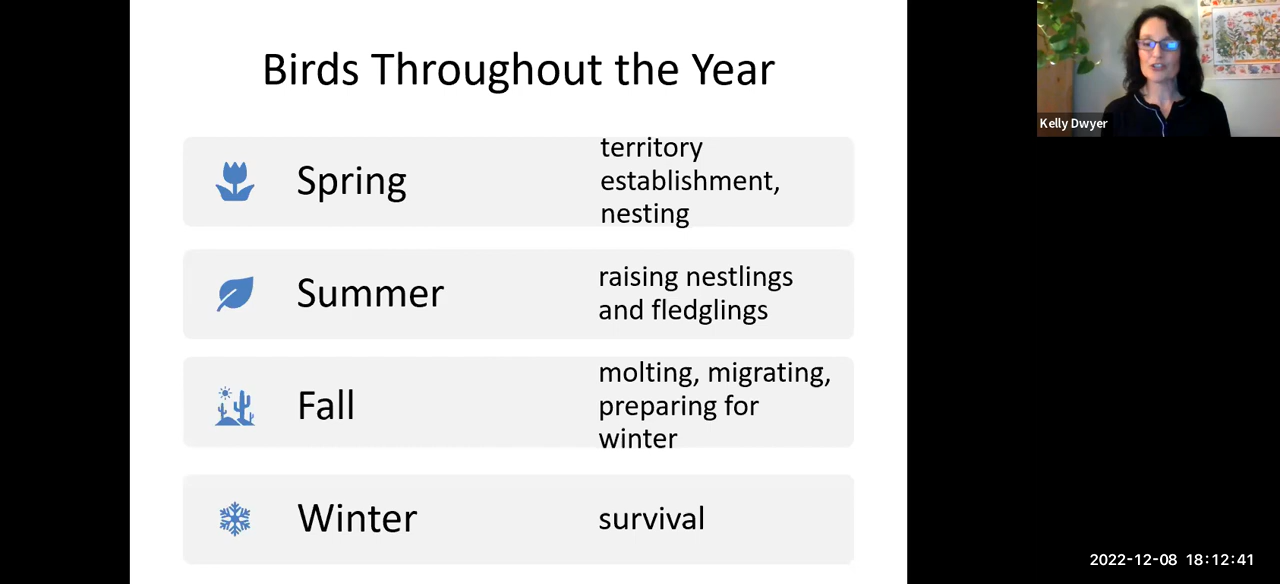 Birds Throughout the Year
Spring
territory
establishment,
nesting
Summer
raising nestlings
and fledglings
Fall
molting, migrating,
preparing for
winter
Winter
survival
Kelly Dwyer
2022-12-08 18:12:41